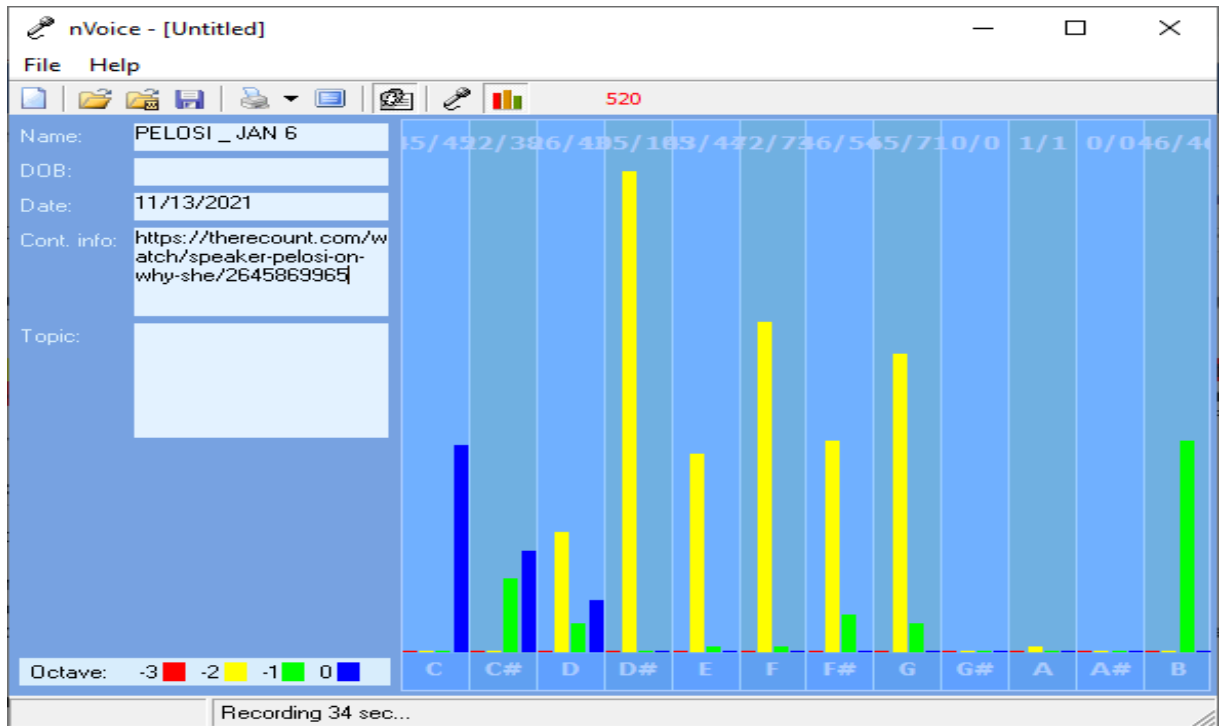 nVoice - [Untitled]
File Help
520
Name: PELOSI _ JAN 6
DOB:
Date: 11/13/2021
Cont. info: https://therecount.com/w
atch/speaker-pelosi-on-
why-she/2645869965
Topic:
0/0 1/1 0/0
C C# D D# E F F# G G# A A# B
Octave: -3 -2 -1 0
Recording 34 sec...